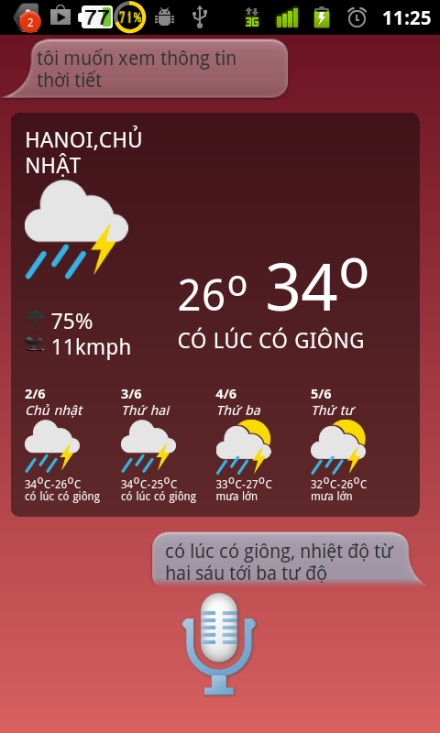 2 77 71% 3G 11:25
tôi muốn xem thông tin
thời tiết
HANOI,CHỦ
NHẬT
26º 34º
75%
CÓ LÚC CÓ GIÔNG
11kmph
2/6 3/6 4/6 5/6
Chủ nhật Thứ hai Thứ ba Thứ tư
34ºC-26ºC 34ºC-25ºC 33ºC-27ºC 32ºC-26ºC
có lúc có giông có lúc có giông mưa lớn mưa lớn
có lúc có giông, nhiệt độ từ
hai sáu tới ba tư độ